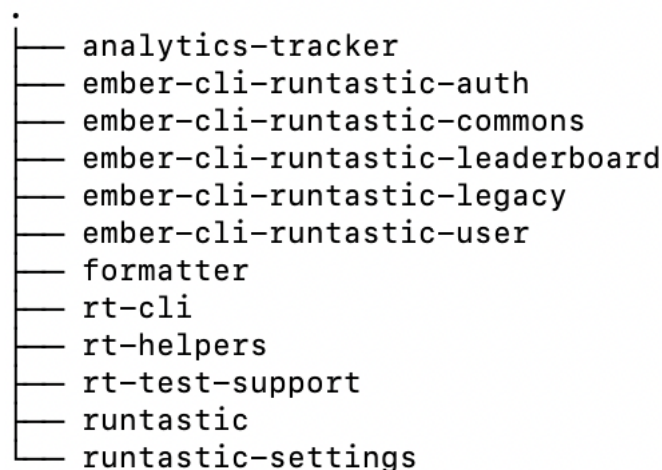 .
├── analytics-tracker
├── ember-cli-runtastic-auth
├── ember-cli-runtastic-commons
├── ember-cli-runtastic-leaderboard
├── ember-cli-runtastic-legacy
├── ember-cli-runtastic-user
├── formatter
├── rt-cli
├── rt-helpers
├── rt-test-support
├── runtastic
└── runtastic-settings